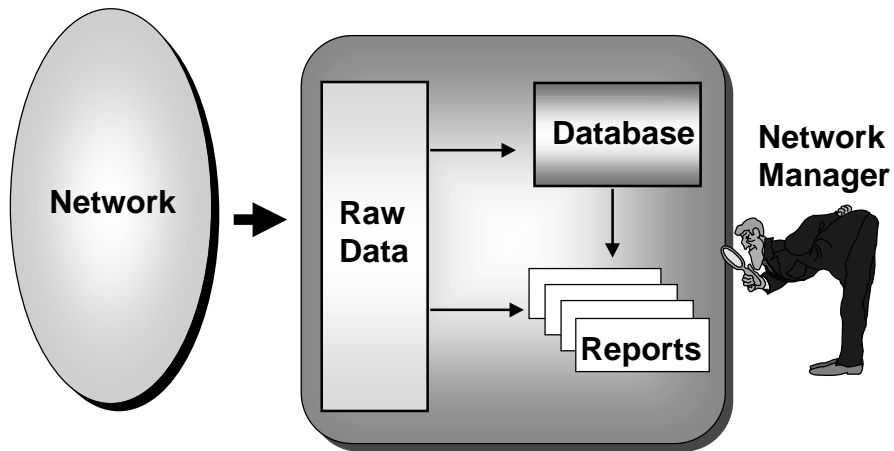 Network
Raw
Data
Database
Reports
Network
Manager